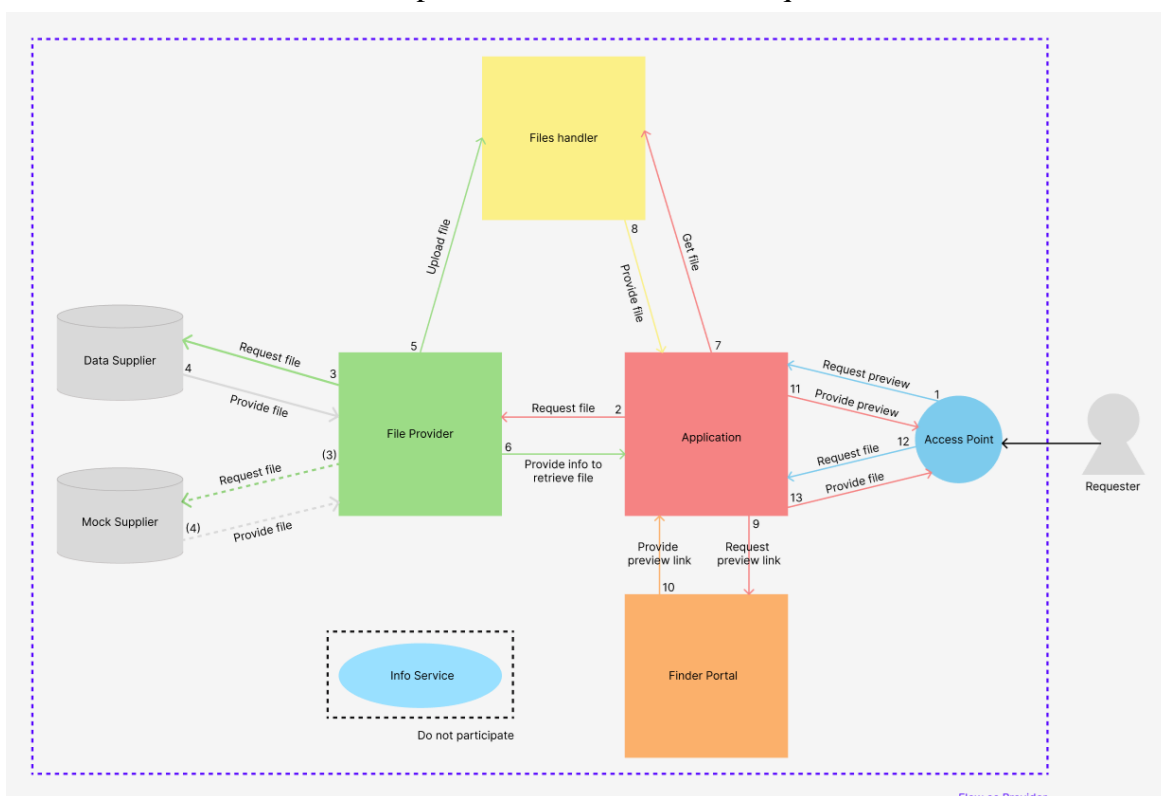 Files handler
8
Upload file
Get file
Provide file
5
7
Data Supplier
Request file
3
4
Provide file
File Provider
Request file
2
6
Provide info to
retrieve file
Application
Request preview
1
11
Provide preview
Access Point
12
Request file
13
Provide file
Requester
(3)
Request file
Mock Supplier
(4)
Provide file
9
Provide
preview link
Request
preview link
10
Info Service
Finder Portal
Do not participate